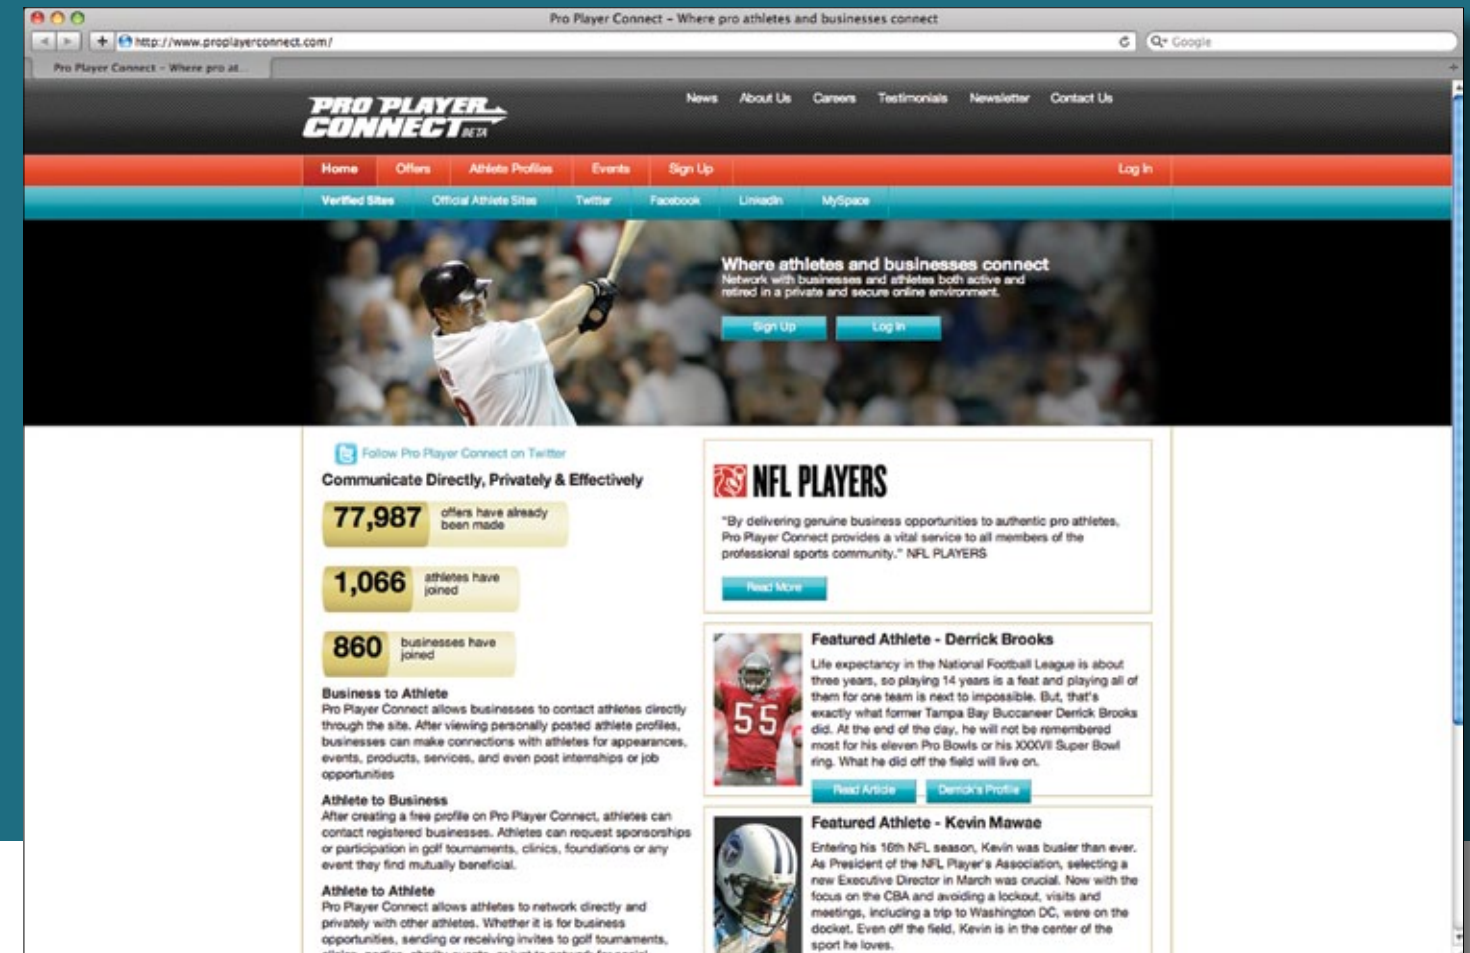 Pro Player Connect – Where pro athletes and businesses connect
http://www.proplayerconnect.com/
Google
Pro Player Connect – Where pro at...
PRO PLAYER
CONNECT BETA
News About Us Careers Testimonials Newsletter Contact Us
Home Offers Athlete Profiles Events Sign Up Log In
Verified Sites Official Athlete Sites Twitter Facebook LinkedIn MySpace
Where athletes and businesses connect
Network with businesses and athletes both active and
retired in a private and secure online environment.
Sign Up Log In
Follow Pro Player Connect on Twitter
Communicate Directly, Privately & Effectively
77,987 offers have already
been made
1,066 athletes have
joined
860 businesses have
joined
Business to Athlete
Pro Player Connect allows businesses to contact athletes directly
through the site. After viewing personally posted athlete profiles,
businesses can make connections with athletes for appearances,
events, products, services, and even post internships or job
opportunities
Athlete to Business
After creating a free profile on Pro Player Connect, athletes can
contact registered businesses. Athletes can request sponsorships
or participation in golf tournaments, clinics, foundations or any
event they find mutually beneficial.
Athlete to Athlete
Pro Player Connect allows athletes to network directly and
privately with other athletes. Whether it is for business
opportunities, sending or receiving invites to golf tournaments,
NFL PLAYERS
"By delivering genuine business opportunities to authentic pro athletes,
Pro Player Connect provides a vital service to all members of the
professional sports community." NFL PLAYERS
Read More
55
Featured Athlete - Derrick Brooks
Life expectancy in the National Football League is about
three years, so playing 14 years is a feat and playing all of
them for one team is next to impossible. But, that's
exactly what former Tampa Bay Buccaneer Derrick Brooks
did. At the end of the day, he will not be remembered
most for his eleven Pro Bowls or his XXXVII Super Bowl
ring. What he did off the field will live on.
Read Article Derrick's Profile
Featured Athlete - Kevin Mawae
Entering his 16th NFL season, Kevin was busier than ever.
As President of the NFL Player's Association, selecting a
new Executive Director in March was crucial. Now with the
focus on the CBA and avoiding a lockout, visits and
meetings, including a trip to Washington DC, were on the
docket. Even off the field, Kevin is in the center of the
sport he loves.